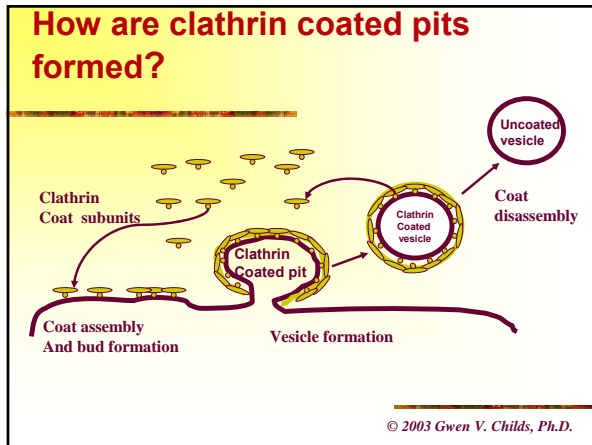 How are clathrin coated pits
formed?
Uncoated
vesicle
Clathrin
Coat subunits
Clathrin
Coated
vesicle
Coat
disassembly
Clathrin
Coated pit
Coat assembly
And bud formation
Vesicle formation
© 2003 Gwen V. Childs, Ph.D.